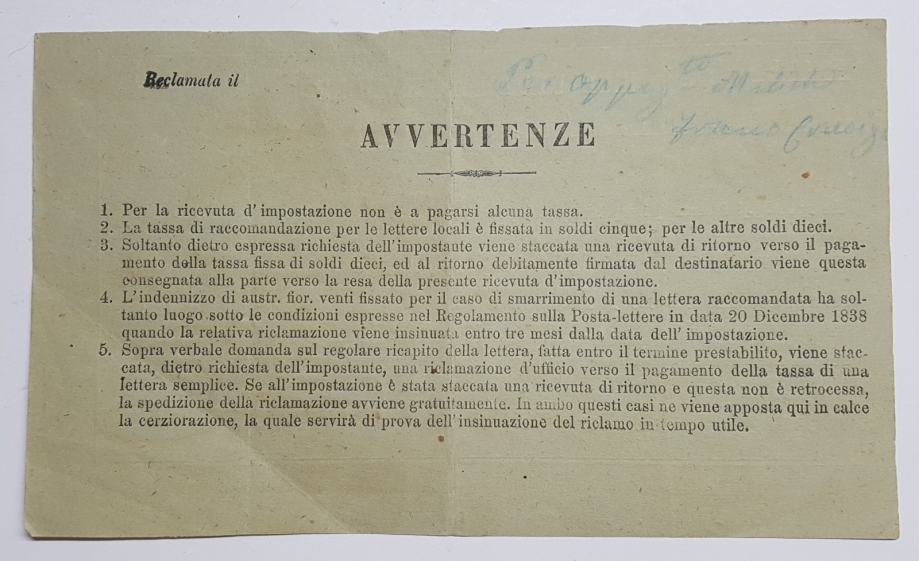 Reclamata il
AVVERTENZE
1. Per la ricevuta d'impostazione non è a pagarsi alcuna tassa.
2. La tassa di raccomandazione per le lettere locali è fissata in soldi cinque; per le altre soldi dieci.
3. Soltanto dietro espressa richiesta dell'impostante viene staccata una ricevuta di ritorno verso il paga-
mento della tassa fissa di soldi dieci, ed al ritorno debitamente firmata dal destinatario viene questa
consegnata alla parte verso la resa della presente ricevuta d'impostazione.
4. L'indennizzo di austr. fior. venti fissato per il caso di smarrimento di una lettera raccomandata ha sol-
tanto luogo sotto le condizioni espresse nel Regolamento sulla Posta-lettere in data 20 Dicembre 1838
quando la relativa riclamazione viene insinuata entro tre mesi dalla data dell' impostazione.
5. Sopra verbale domanda sul regolare ricapito della lettera, fatta entro il termine prestabilito, viene stac-
cata, dietro richiesta dell'impostante, una riclamazione d'ufficio verso il pagamento della tassa di una
lettera semplice. Se all'impostazione è stata staccata una ricevuta di ritorno e questa non è retrocessa,
la spedizione della riclamazione avviene gratuitamente. In ambo questi casi ne viene apposta qui in calce
la cerziorazione, la quale servirà di prova dell'insinuazione del riclamo in tempo utile.